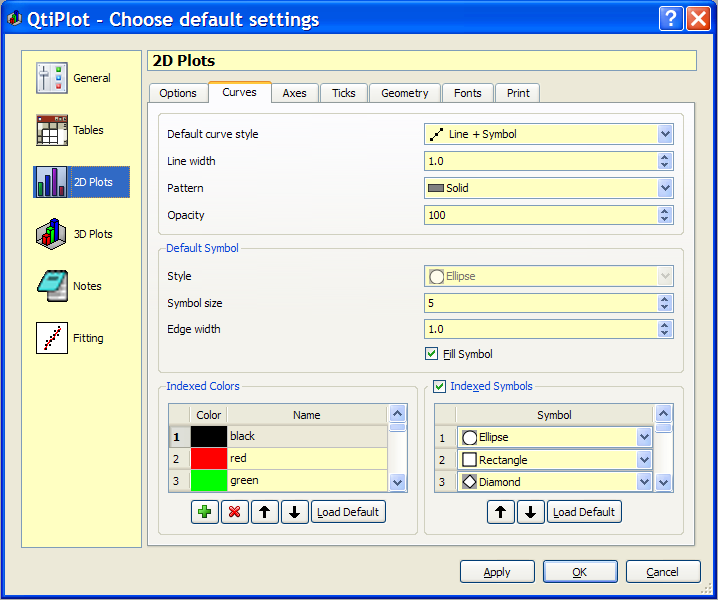 QtiPlot - Choose default settings
General
Tables
2D Plots
3D Plots
Notes
Fitting
2D Plots
Options Curves Axes Ticks Geometry Fonts Print
Default curve style Line + Symbol
Line width 1.0
Pattern Solid
Opacity 100
Default Symbol
Style Ellipse
Symbol size 5
Edge width 1.0
Fill Symbol
Indexed Colors
Color Name
1 black
2 red
3 green
Load Default
Indexed Symbols
Symbol
1 Ellipse
2 Rectangle
3 Diamond
Load Default
Apply OK Cancel